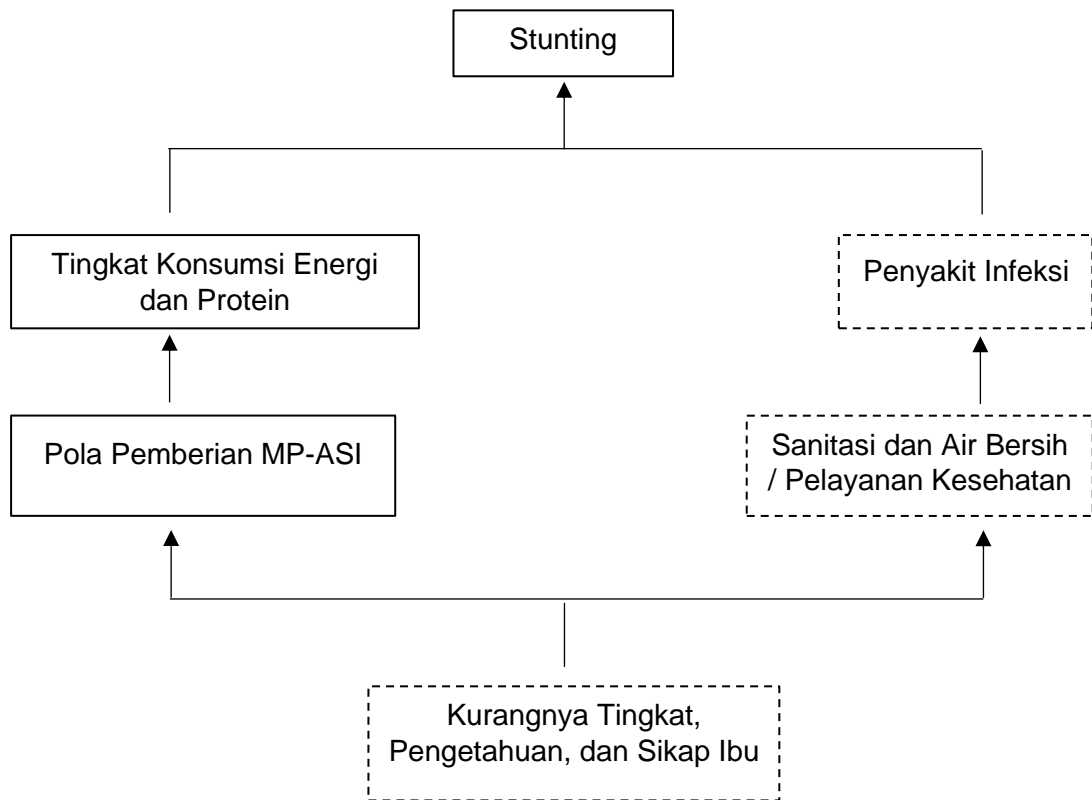 Stunting
Tingkat Konsumsi Energi
dan Protein
Penyakit Infeksi
Pola Pemberian MP-ASI
Sanitasi dan Air Bersih
/ Pelayanan Kesehatan
Kurangnya Tingkat,
Pengetahuan, dan Sikap Ibu